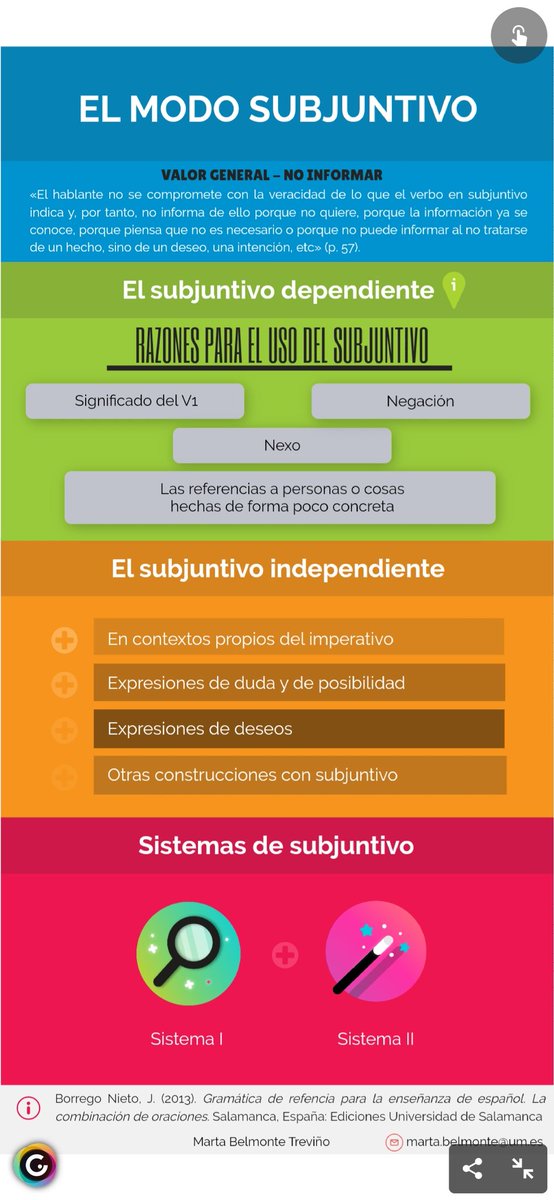 EL MODO SUBJUNTIVO
VALOR GENERAL – NO INFORMAR
«El hablante no se compromete con la veracidad de lo que el verbo en subjuntivo
indica y, por tanto, no informa de ello porque no quiere, porque la información ya se
conoce, porque piensa que no es necesario o porque no puede informar al no tratarse
de un hecho, sino de un deseo, una intención, etc» (p. 57).
El subjuntivo dependiente
RAZONES PARA EL USO DEL SUBJUNTIVO
Significado del V1
Negación
Nexo
Las referencias a personas o cosas
hechas de forma poco concreta
El subjuntivo independiente
En contextos propios del imperativo
Expresiones de duda y de posibilidad
Expresiones de deseos
Otras construcciones con subjuntivo
Sistemas de subjuntivo
Sistema I
Sistema II
Borrego Nieto, J. (2013). Gramática de refencia para la enseñanza de español. La
combinación de oraciones. Salamanca, España: Ediciones Universidad de Salamanca
Marta Belmonte Treviño
marta.belmonte@um.es